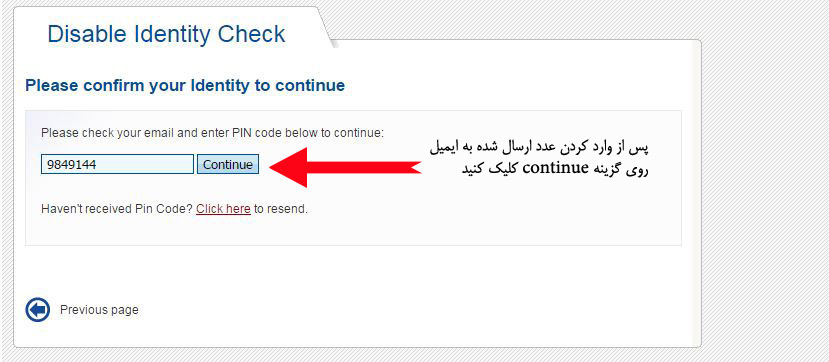 Disable Identity Check
Please confirm your Identity to continue
Please check your email and enter PIN code below to continue:
9849144 Continue
پس از وارد کردن عدد ارسال شده به ایمیل
روی گزینه continue کلیک کنید
Haven't received Pin Code? Click here to resend.
Previous page